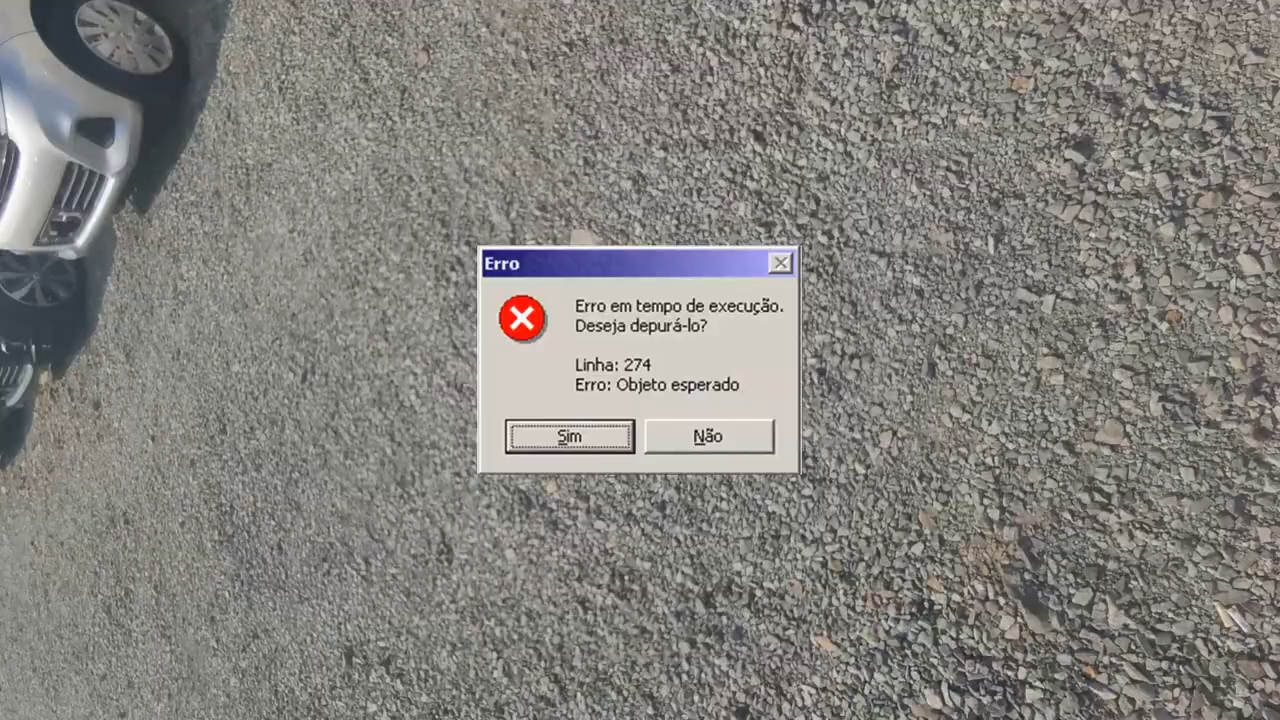 Erro
Erro em tempo de execução.
Deseja depurá-lo?
Linha: 274
Erro: Objeto esperado
Sim
Não